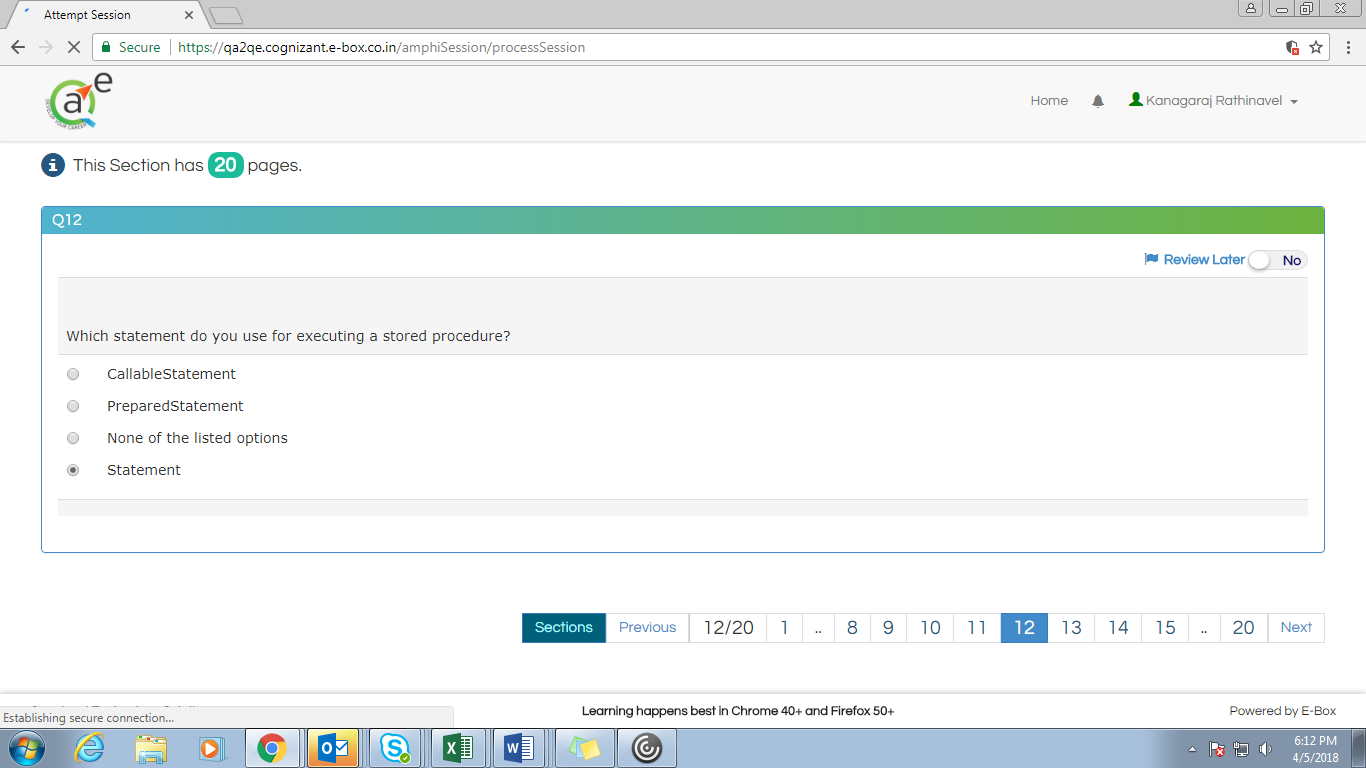 Attempt Session
Secure https://qa2qe.cognizant.e-box.co.in/amphiSession/processSession
a e
Home Kanagaraj Rathinavel
This Section has 20 pages.
Q12
Review Later No
Which statement do you use for executing a stored procedure?
CallableStatement
PreparedStatement
None of the listed options
Statement
Sections Previous 12/20 1 .. 8 9 10 11 12 13 14 15 .. 20 Next
Establishing secure connection...
Learning happens best in Chrome 40+ and Firefox 50+
Powered by E-Box
6:12 PM
4/5/2018